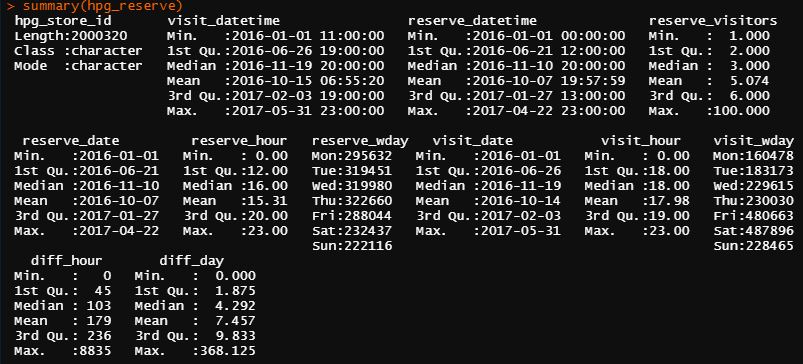 > summary(hpg_reserve)
hpg_store_id visit_datetime reserve_datetime reserve_visitors
Length:2000320 Min. :2016-01-01 11:00:00 Min. :2016-01-01 00:00:00 Min. : 1.000
Class :character 1st Qu.:2016-06-26 19:00:00 1st Qu.:2016-06-21 12:00:00 1st Qu.: 2.000
Mode :character Median :2016-11-19 20:00:00 Median :2016-11-10 20:00:00 Median : 3.000
Mean :2016-10-15 06:55:20 Mean :2016-10-07 19:57:59 Mean : 5.074
3rd Qu.:2017-02-03 19:00:00 3rd Qu.:2017-01-27 13:00:00 3rd Qu.: 6.000
Max. :2017-05-31 23:00:00 Max. :2017-04-22 23:00:00 Max. :100.000
reserve_date reserve_hour reserve_wday visit_date visit_hour visit_wday
Min. :2016-01-01 Min. : 0.00 Mon:295632 Min. :2016-01-01 Min. : 0.00 Mon:160478
1st Qu.:2016-06-21 1st Qu.:12.00 Tue:319451 1st Qu.:2016-06-26 1st Qu.:18.00 Tue:183173
Median :2016-11-10 Median :16.00 Wed:319980 Median :2016-11-19 Median :18.00 Wed:229615
Mean :2016-10-07 Mean :15.31 Thu:322660 Mean :2016-10-14 Mean :17.98 Thu:230030
3rd Qu.:2017-01-27 3rd Qu.:20.00 Fri:288044 3rd Qu.:2017-02-03 3rd Qu.:19.00 Fri:480663
Max. :2017-04-22 Max. :23.00 Sat:232437 Max. :2017-05-31 Max. :23.00 Sat:487896
Sun:222116 Sun:228465
diff_hour diff_day
Min. : 0 Min. : 0.000
1st Qu.: 45 1st Qu.: 1.875
Median : 103 Median : 4.292
Mean : 179 Mean : 7.457
3rd Qu.: 236 3rd Qu.: 9.833
Max. :8835 Max. :368.125